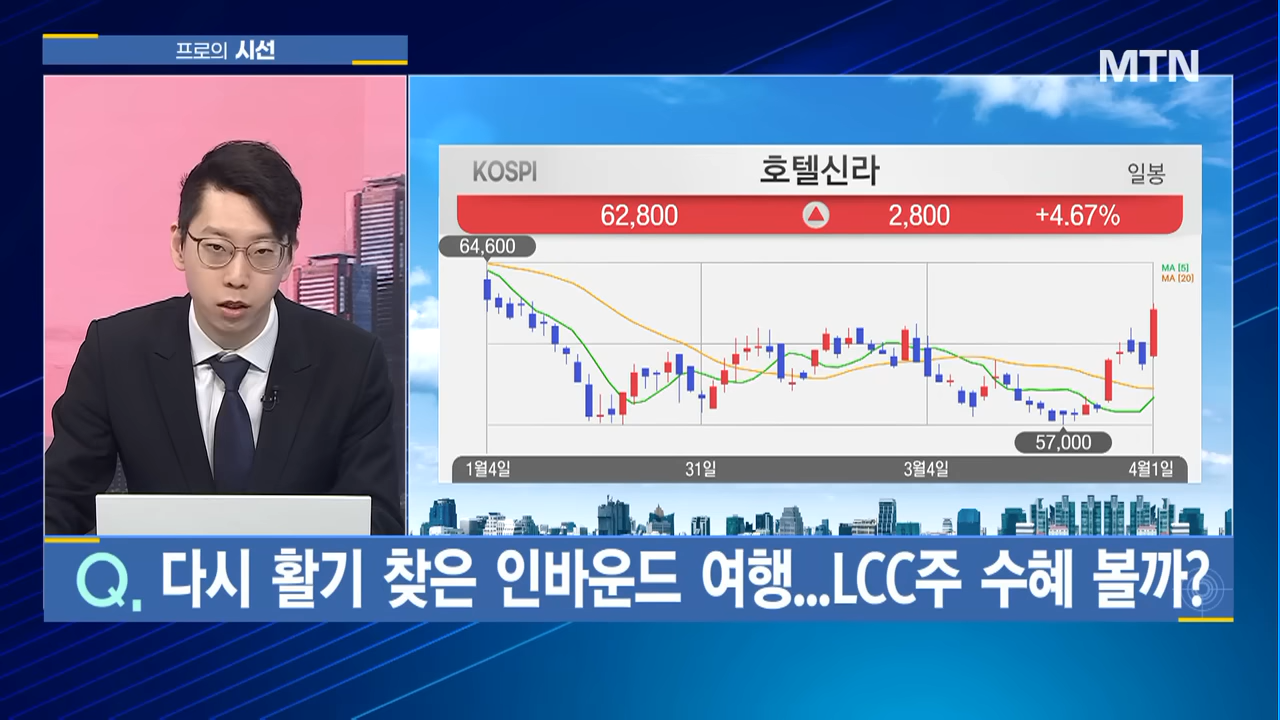 프로의 시선
MTN
KOSPI 호텔신라 일봉
62,800 2,800 +4.67%
64,600
MA [5]
MA [20]
57,000
1월4일 31일 3월4일 4월1일
Q. 다시 활기 찾은 인바운드 여행...LCC주 수혜 볼까?